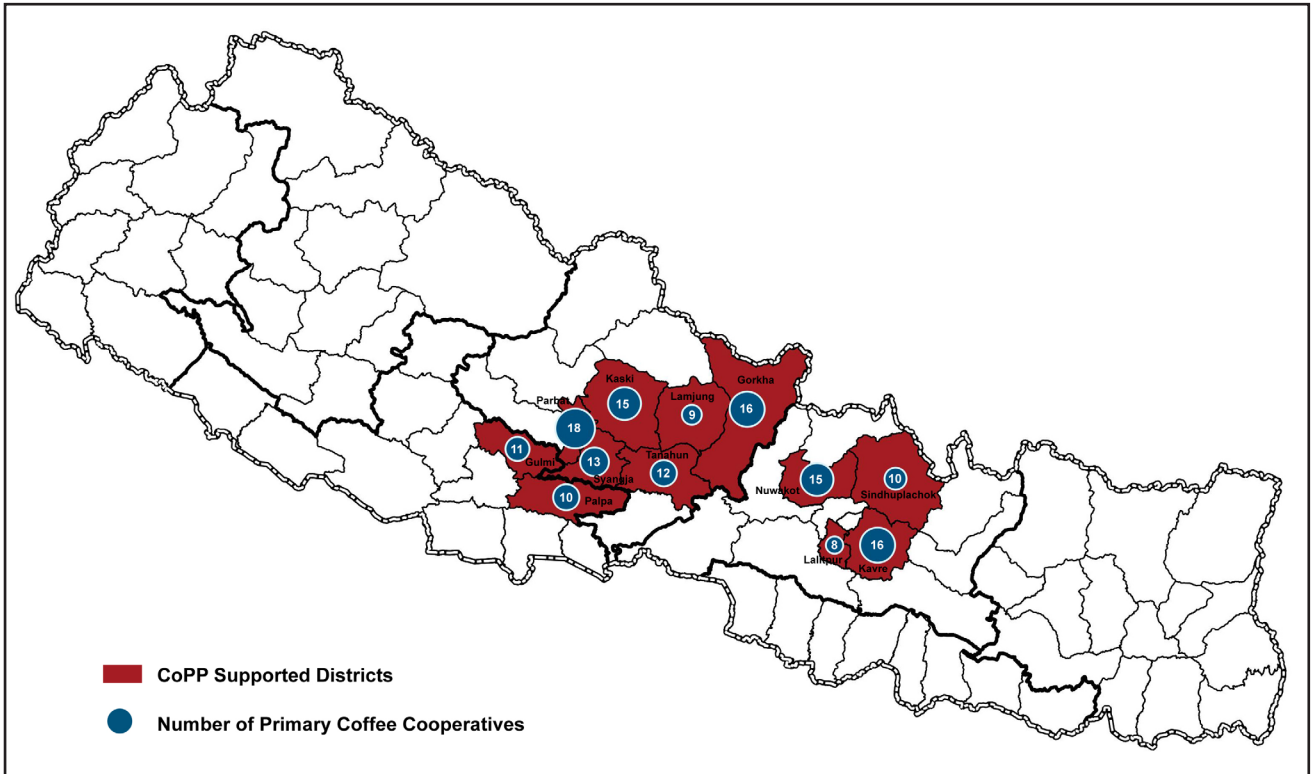 Kaski
15
Gorkha
16
Lamjung
9
Parbat
18
11
Gulmi
13
Syangja
Tanahun
12
10
Palpa
Nuwakot
15
10
Sindhuplachok
8
Lalitpur
16
Kavre
CoPP Supported Districts
Number of Primary Coffee Cooperatives